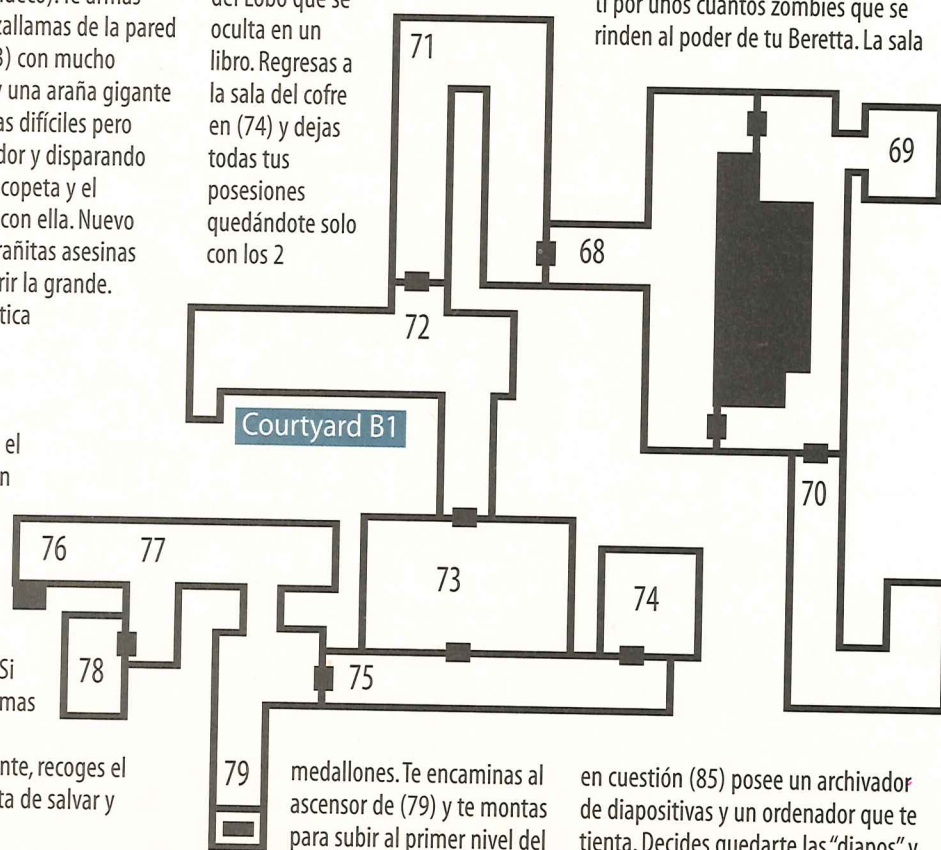 allamas de la pared
3) con mucho
y una araña gigante
as difíciles pero
dor y disparando
copeta y el
con ella. Nuevo
rañitas asesinas
rir la grande.
tica
el
n
Si
mas
nte, recoges el
ta de salvar y
del Lobo que se
oculta en un
libro. Regresas a
la sala del cofre
en (74) y dejas
todas tus
posesiones
quedándote solo
con los 2
ti por unos cuantos zombies que se
rinden al poder de tu Beretta. La sala
71
69
68
72
Courtyard B1
70
76
77
73
74
78
75
79
medallones. Te encaminas al
ascensor de (79) y te montas
para subir al primer nivel del
en cuestión (85) posee un archivador
de diapositivas y un ordenador que te
tienta. Decides quedarte las "diapos" y